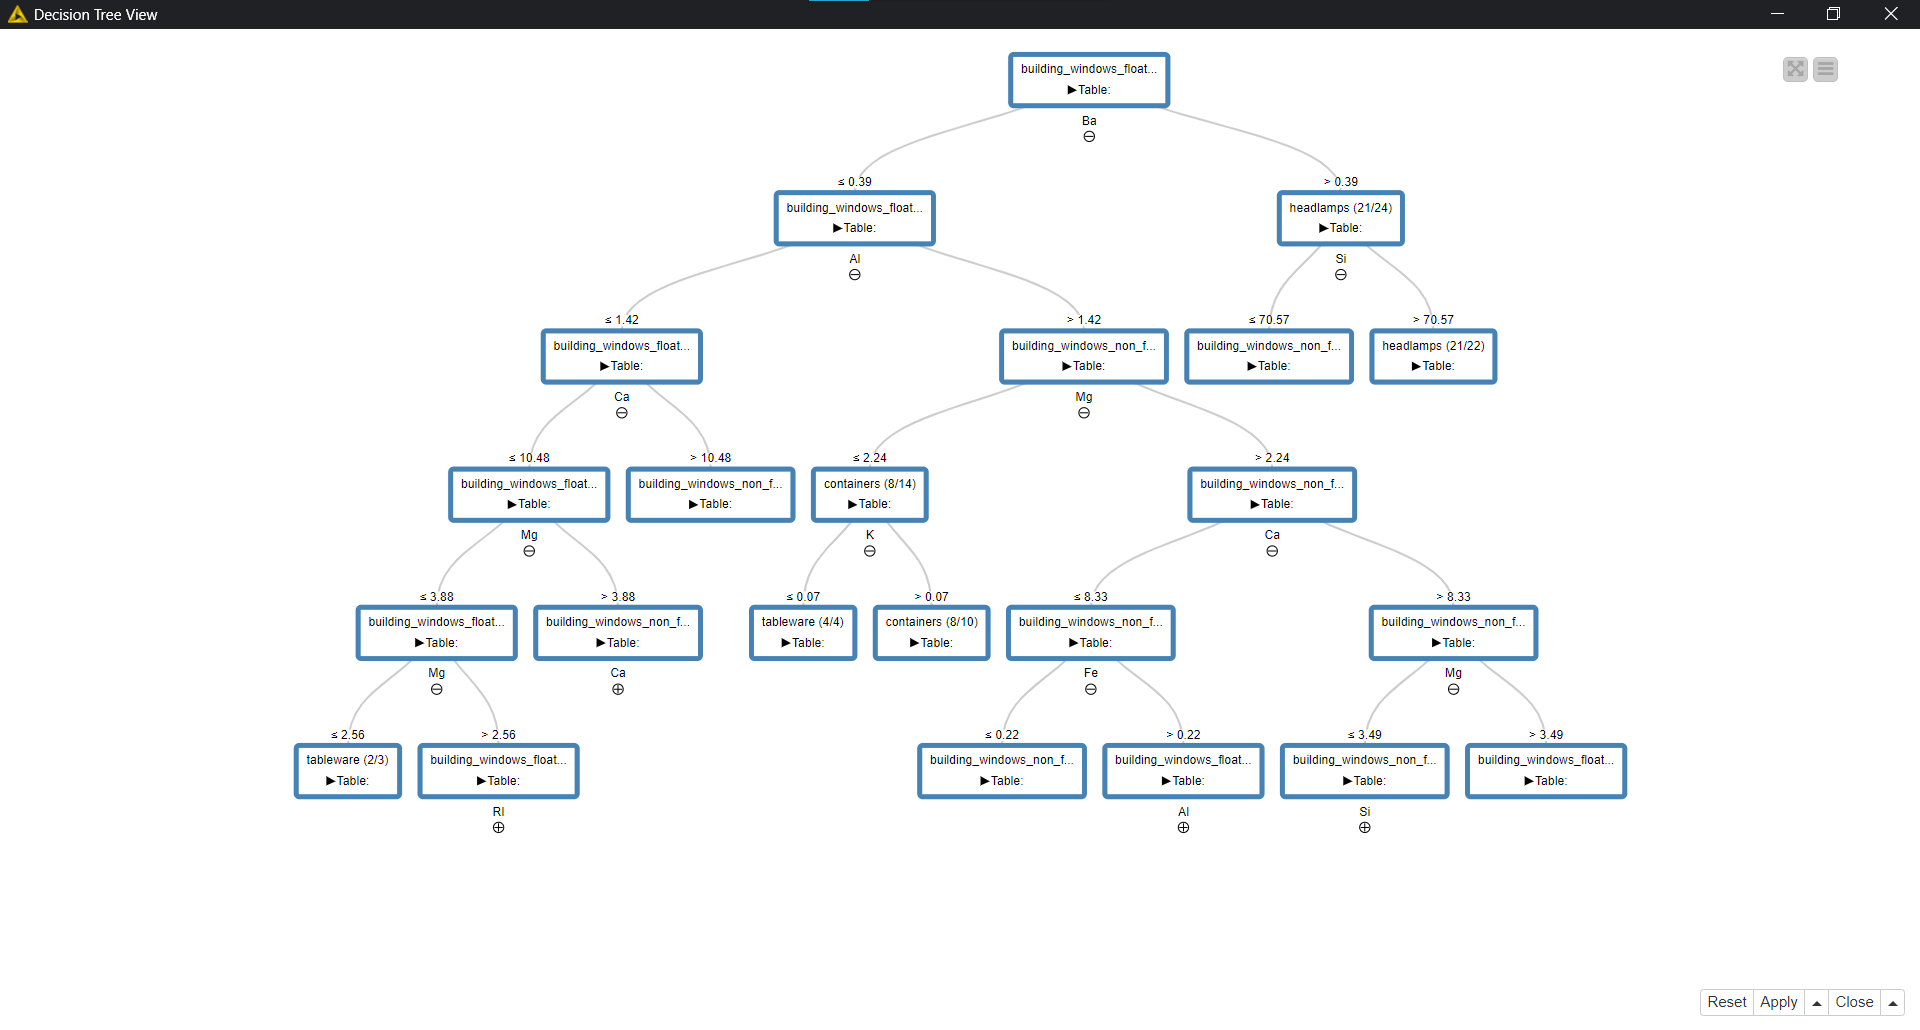 Decision Tree View
building_windows_float...
▶Table:
Ba
≤ 0.39
> 0.39
building_windows_float...
▶Table:
headlamps (21/24)
▶Table:
Al
Si
≤ 1.42
> 1.42
≤ 70.57
> 70.57
building_windows_float...
▶Table:
building_windows_non_f...
▶Table:
building_windows_non_f...
▶Table:
headlamps (21/22)
▶Table:
Ca
Mg
≤ 10.48
> 10.48
≤ 2.24
> 2.24
building_windows_float...
▶Table:
building_windows_non_f...
▶Table:
containers (8/14)
▶Table:
building_windows_non_f...
▶Table:
Mg
K
Ca
≤ 3.88
> 3.88
≤ 0.07
> 0.07
≤ 8.33
> 8.33
building_windows_float...
▶Table:
building_windows_non_f...
▶Table:
tableware (4/4)
▶Table:
containers (8/10)
▶Table:
building_windows_non_f...
▶Table:
building_windows_non_f...
▶Table:
Mg
Ca
Fe
Mg
≤ 2.56
> 2.56
≤ 0.22
> 0.22
≤ 3.49
> 3.49
tableware (2/3)
▶Table:
building_windows_float...
▶Table:
building_windows_non_f...
▶Table:
building_windows_float...
▶Table:
building_windows_non_f...
▶Table:
building_windows_float...
▶Table:
RI
Al
Si
Reset
Apply
Close